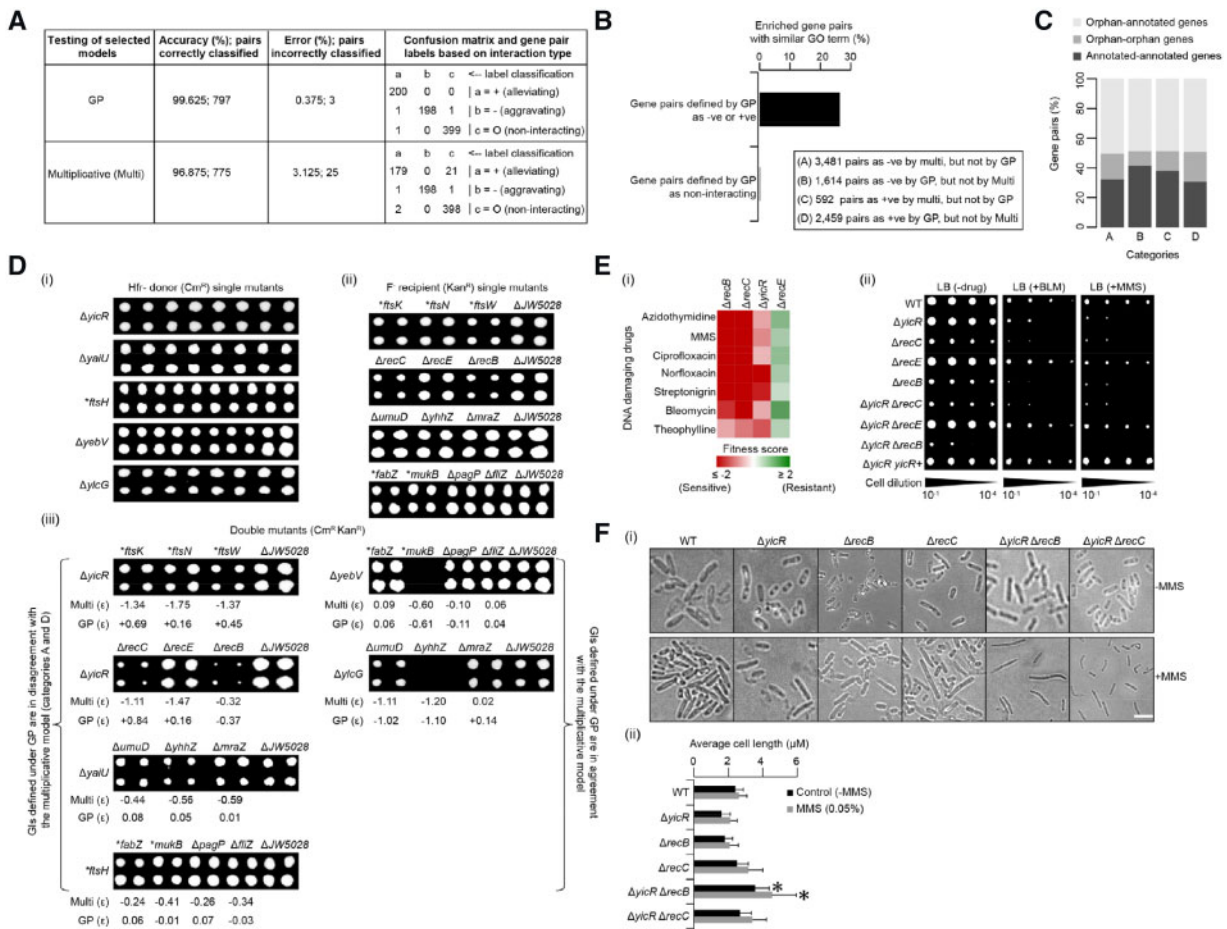 A
Testing of selected models
Accuracy (%); pairs correctly classified
Error (%); pairs incorrectly classified
Confusion matrix and gene pair labels based on interaction type
GP
99.625; 797
0.375; 3
a b c <-- label classification
200 0 0 | a = + (alleviating)
1 198 1 | b = - (aggravating)
1 0 399 | c = O (non-interacting)
Multiplicative (Multi)
96.875; 775
3.125; 25
a b c <-- label classification
179 0 21 | a = + (alleviating)
1 198 1 | b = - (aggravating)
2 0 398 | c = O (non-interacting)
B
Enriched gene pairs
with similar GO term (%)
0 10 20 30
Gene pairs defined by GP
as -ve or +ve
Gene pairs defined by GP
as non-interacting
(A) 3,481 pairs as -ve by multi, but not by GP
(B) 1,614 pairs as -ve by GP, but not by Multi
(C) 592 pairs as +ve by multi, but not by GP
(D) 2,459 pairs as +ve by GP, but not by Multi
C
Orphan-annotated genes
Orphan-orphan genes
Annotated-annotated genes
Gene pairs (%)
100
80
60
40
20
0
A B C D
Categories
D
(i)
Hfr- donor (CmR) single mutants
ΔyicR
ΔyaiU
*ftsH
ΔyebV
ΔylcG
(ii)
F- recipient (KanR) single mutants
*ftsK *ftsN *ftsW ΔJW5028
ΔrecC ΔrecE ΔrecB ΔJW5028
ΔumuD ΔyhhZ ΔmraZ ΔJW5028
*fabZ *mukB ΔpagP ΔfliZ ΔJW5028
(iii)
Double mutants (CmR KanR)
GIs defined under GP are in disagreement with
the multiplicative model (categories A and D)
*ftsK *ftsN *ftsW ΔJW5028
ΔyicR
Multi (ε) -1.34 -1.75 -1.37
GP (ε) +0.69 +0.16 +0.45
ΔrecC ΔrecE ΔrecB ΔJW5028
ΔyicR
Multi (ε) -1.11 -1.47 -0.32
GP (ε) +0.84 +0.16 -0.37
ΔumuD ΔyhhZ ΔmraZ ΔJW5028
ΔyaiU
Multi (ε) -0.44 -0.56 -0.59
GP (ε) 0.08 0.05 0.01
*fabZ *mukB ΔpagP ΔfliZ ΔJW5028
*ftsH
Multi (ε) -0.24 -0.41 -0.26 -0.34
GP (ε) 0.06 -0.01 0.07 -0.03
*fabZ *mukB ΔpagP ΔfliZ ΔJW5028
ΔyebV
Multi (ε) 0.09 -0.60 -0.10 0.06
GP (ε) 0.06 -0.61 -0.11 0.04
ΔumuD ΔyhhZ ΔmraZ ΔJW5028
ΔylcG
Multi (ε) -1.11 -1.20 0.02
GP (ε) -1.02 -1.10 +0.14
GIs defined under GP are in agreement
with the multiplicative model
E
(i)
ΔrecB ΔrecC ΔyicR ΔrecE
DNA damaging drugs
Azidothymidine
MMS
Ciprofloxacin
Norfloxacin
Streptonigrin
Bleomycin
Theophylline
Fitness score
≤ -2 0 ≥ 2
(Sensitive) (Resistant)
(ii)
LB (-drug) LB (+BLM) LB (+MMS)
WT
ΔyicR
ΔrecC
ΔrecE
ΔrecB
ΔyicR ΔrecC
ΔyicR ΔrecE
ΔyicR ΔrecB
ΔyicR yicR+
Cell dilution
10-1 10-4 10-1 10-4 10-1 10-4
F
(i)
WT ΔyicR ΔrecB ΔrecC ΔyicR ΔrecB ΔyicR ΔrecC
-MMS
+MMS
(ii)
Average cell length (µM)
0 2 4 6
Control (-MMS)
MMS (0.05%)
WT
ΔyicR
ΔrecB
ΔrecC
ΔyicR ΔrecB
*
*
ΔyicR ΔrecC